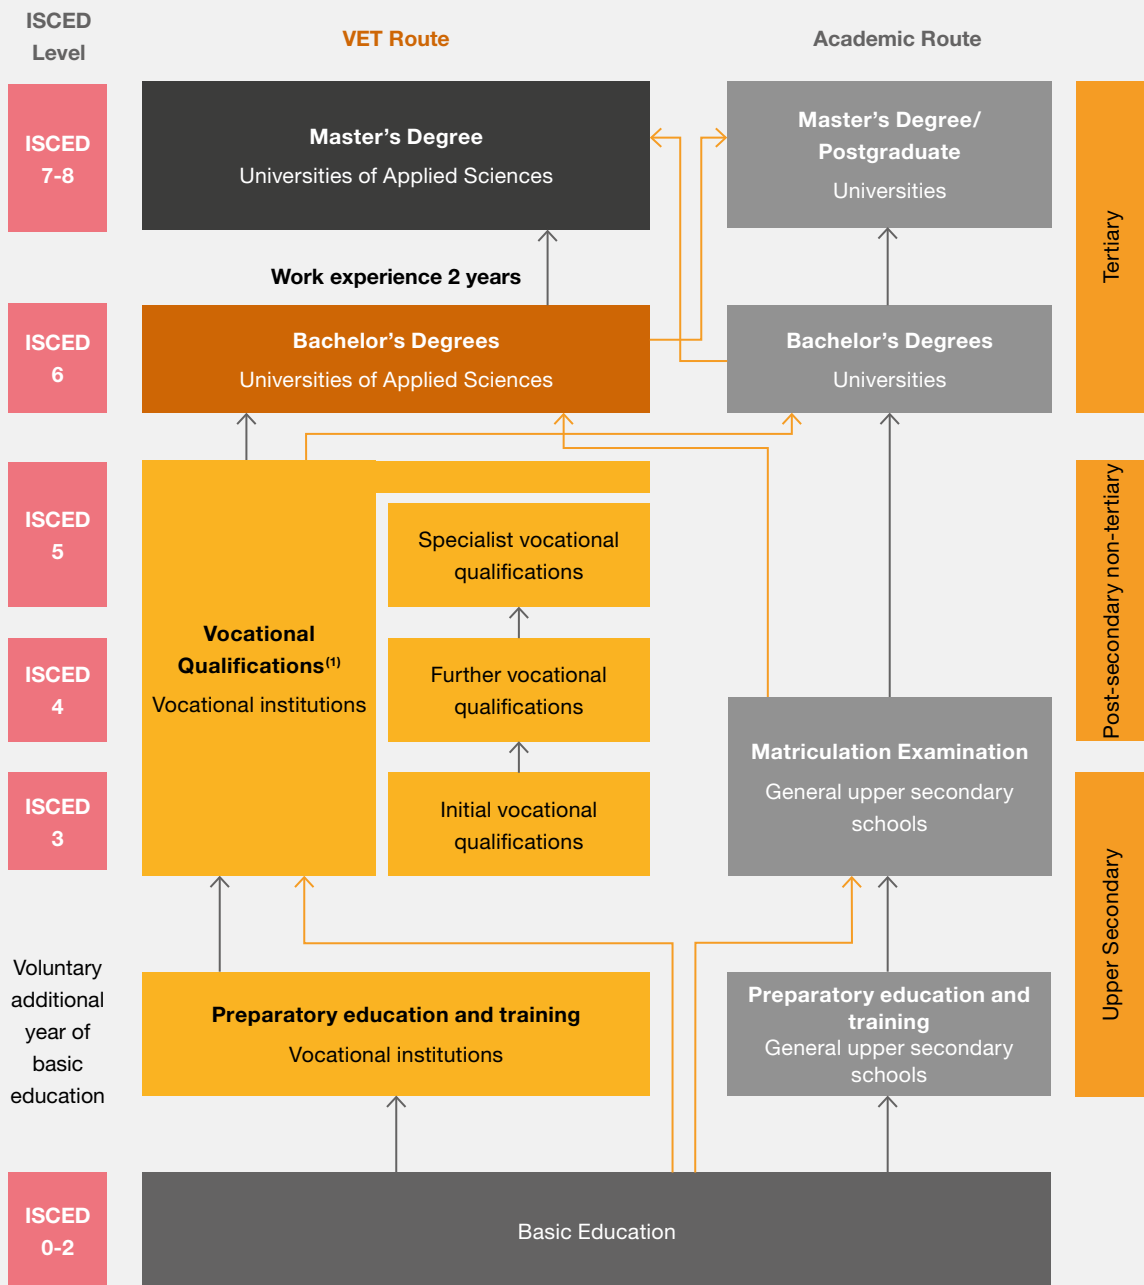 ISCED
Level
VET Route
Academic Route
ISCED
7-8
Master's Degree
Universities of Applied Sciences
Master's Degree/
Postgraduate
Universities
Tertiary
Work experience 2 years
ISCED
6
Bachelor's Degrees
Universities of Applied Sciences
Bachelor's Degrees
Universities
ISCED
5
Specialist vocational
qualifications
Post-secondary non-tertiary
Vocational
Qualifications(1)
Vocational institutions
ISCED
4
Further vocational
qualifications
Matriculation Examination
General upper secondary
schools
ISCED
3
Initial vocational
qualifications
Upper Secondary
Voluntary
additional
year of
basic
education
Preparatory education and training
Vocational institutions
Preparatory education and
training
General upper secondary
schools
ISCED
0-2
Basic Education